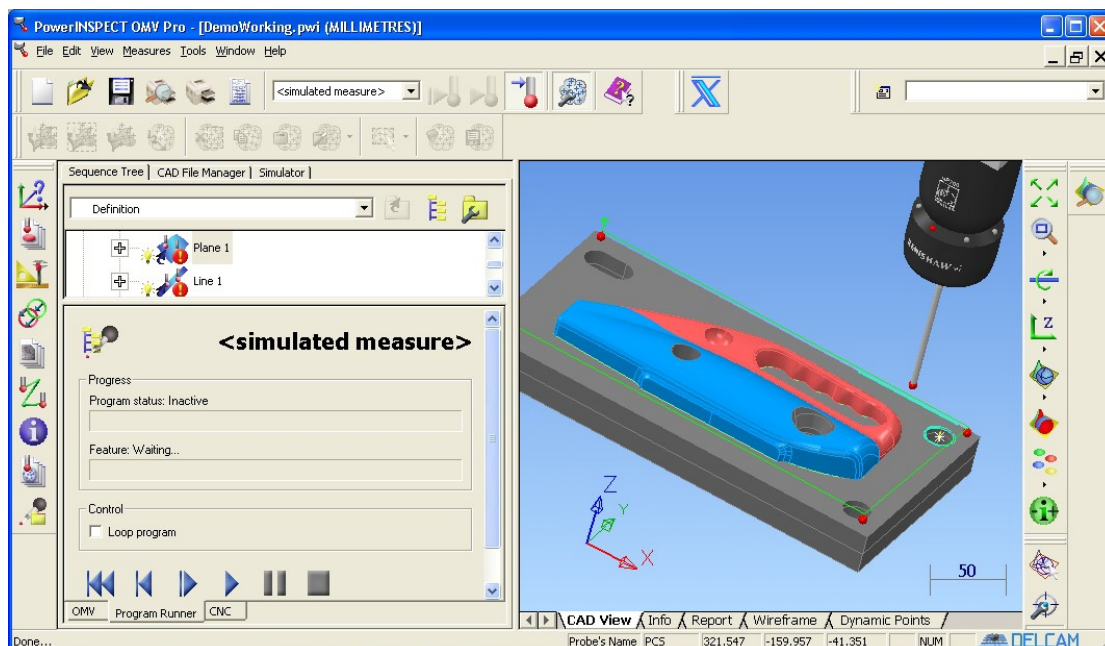 PowerINSPECT OMV Pro - [DemoWorking.pwi (MILLIMETRES)]
File Edit View Measures Tools Window Help
<simulated measure>
Sequence Tree CAD File Manager Simulator
Definition
Plane 1
Line 1
<simulated measure>
Progress
Program status: Inactive
Feature: Waiting...
Control
Loop program
OMV Program Runner CNC
RENISHAW
Z
Y
X
Z
50
CAD View Info Report Wireframe Dynamic Points
Done... Probe's Name PCS 321.547 -159.957 -41.351 NUM DELCAM